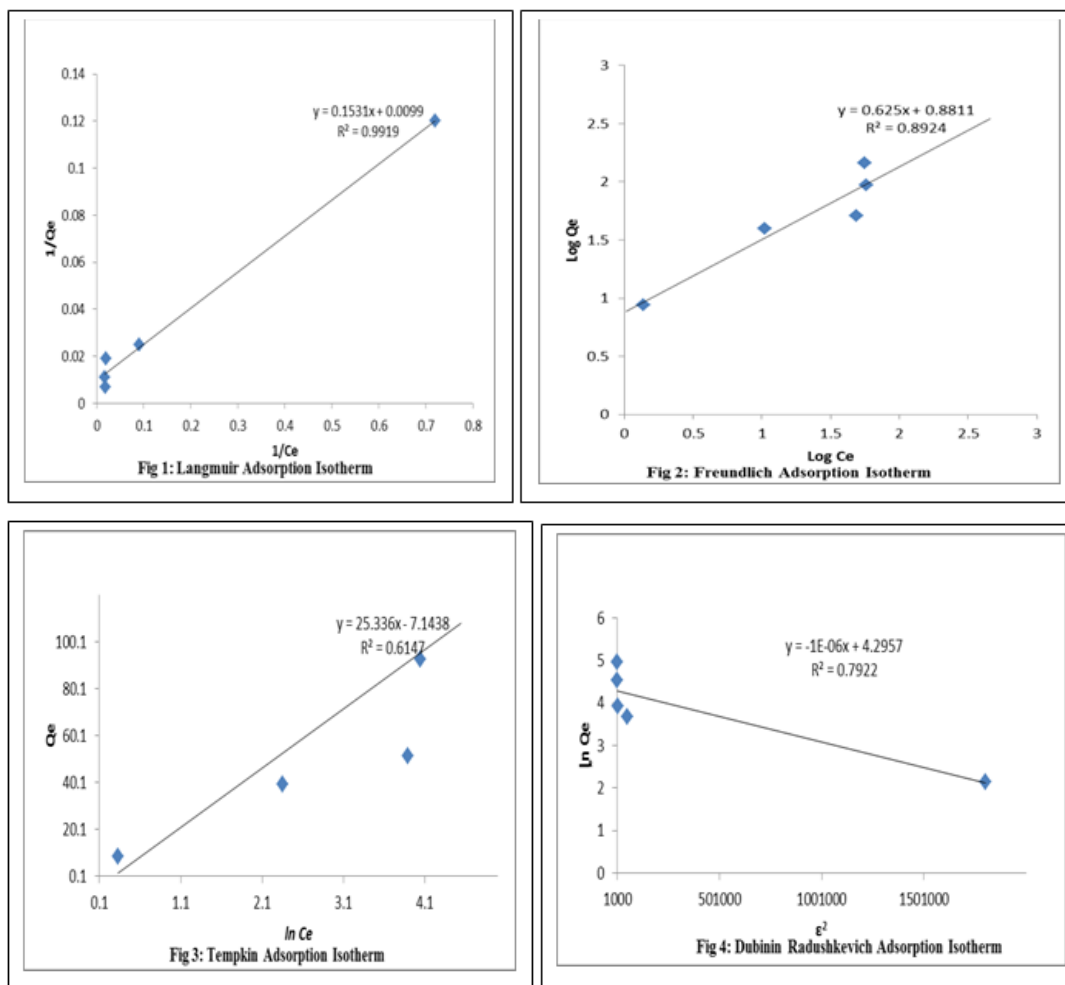 0.14
0.12
0.1
0.08
0.06
0.04
0.02
0
1/Qe
y = 0.1531x + 0.0099
R² = 0.9919
0 0.1 0.2 0.3 0.4 0.5 0.6 0.7 0.8
1/Ce
Fig 1: Langmuir Adsorption Isotherm
3
2.5
2
1.5
1
0.5
0
Log Qe
y = 0.625x + 0.8811
R² = 0.8924
0 0.5 1 1.5 2 2.5 3
Log Ce
Fig 2: Freundlich Adsorption Isotherm
100.1
80.1
60.1
40.1
20.1
0.1
Qe
y = 25.336x - 7.1438
R² = 0.6147
0.1 1.1 2.1 3.1 4.1
ln Ce
Fig 3: Tempkin Adsorption Isotherm
6
5
4
3
2
1
0
Ln Qe
y = -1E-06x + 4.2957
R² = 0.7922
1000 501000 1001000 1501000
ε²
Fig 4: Dubinin Radushkevich Adsorption Isotherm